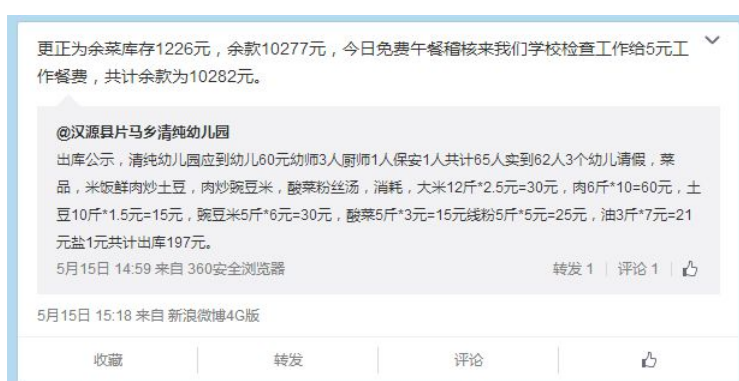 更正为余菜库存1226元，余款10277元，今日免费午餐稽核来我们学校检查工作给5元工
作餐费，共计余款为10282元。
@汉源县片马乡清纯幼儿园
出库公示，清纯幼儿园应到幼儿60元幼师3人厨师1人保安1人共计65人实到62人3个幼儿请假，菜
品，米饭鲜肉炒土豆，肉炒豌豆米，酸菜粉丝汤，消耗，大米12斤*2.5元=30元，肉6斤*10=60元，土
豆10斤*1.5元=15元，豌豆米5斤*6元=30元，酸菜5斤*3元=15元线粉5斤*5元=25元，油3斤*7元=21
元盐1元共计出库197元。
5月15日 14:59 来自 360安全浏览器 转发 1 | 评论 1 |
5月15日 15:18 来自 新浪微博4G版
收藏 转发 评论